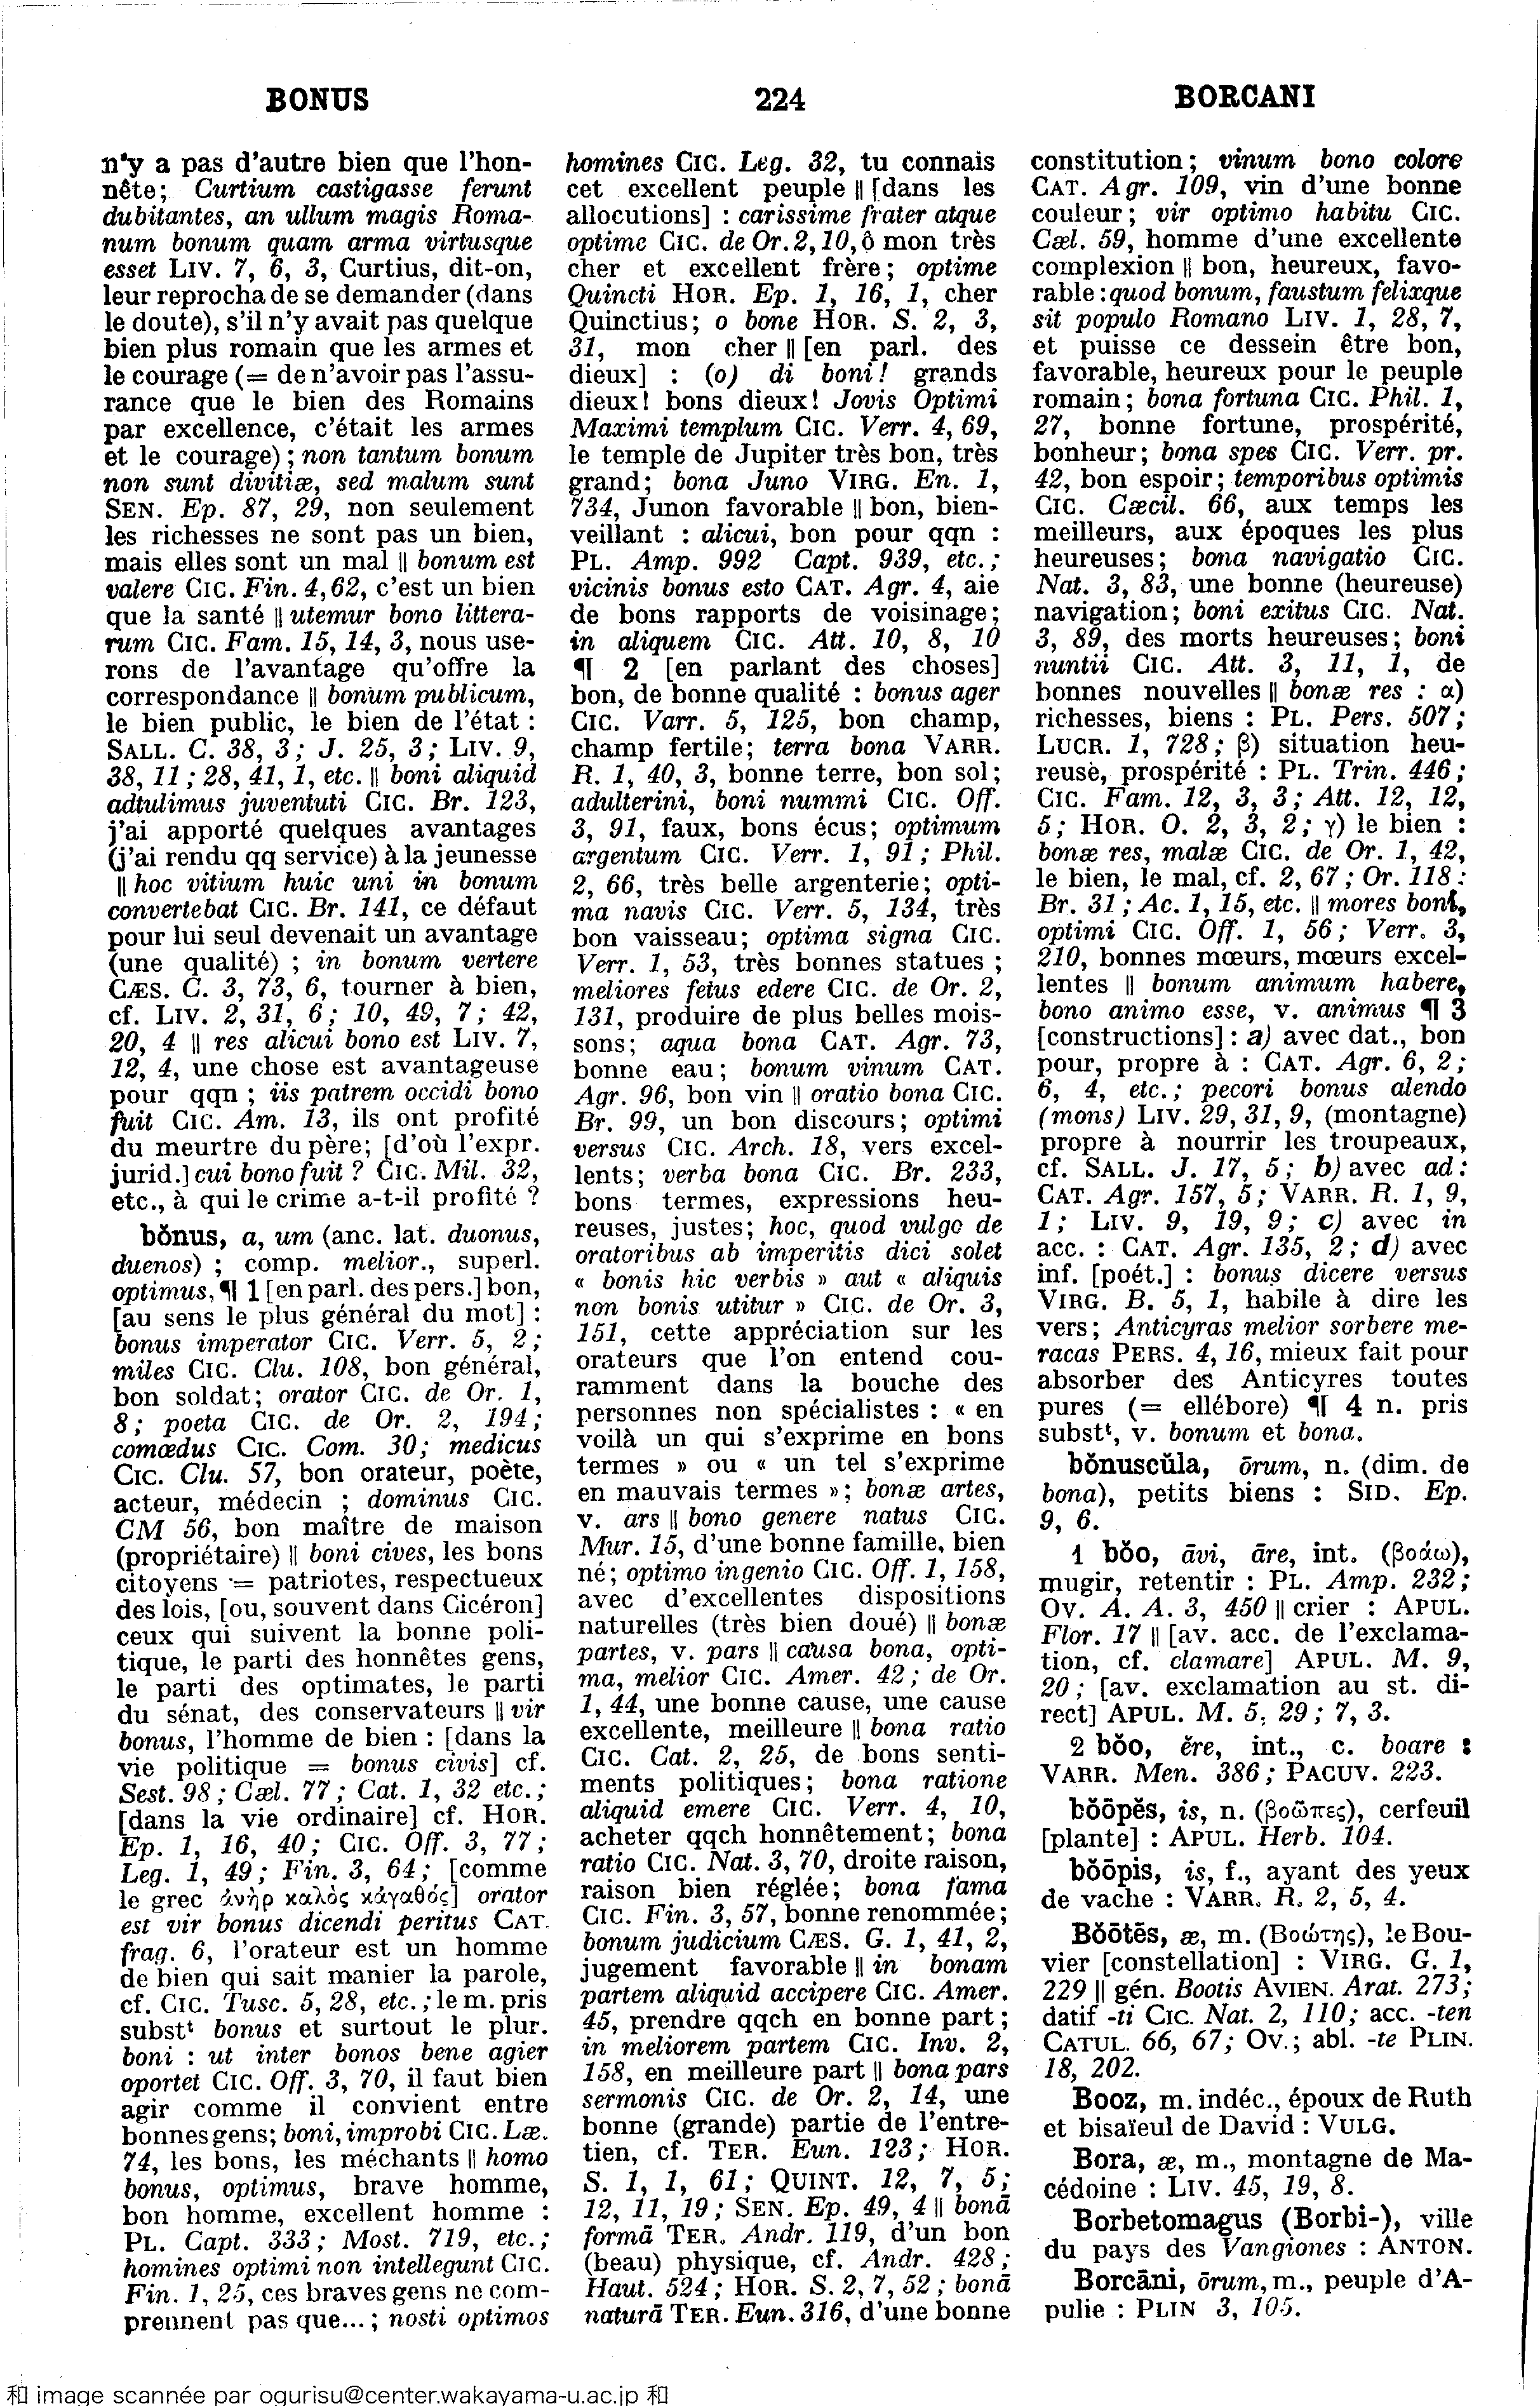 BONUS
224
BORCANI
n'y a pas d'autre bien que l'hon-
nête; Curtium castigasse ferunt
dubitantes, an ullum magis Roma-
num bonum quam arma virtusque
esset LIV. 7, 6, 3, Curtius, dit-on,
leur reprocha de se demander (dans
le doute), s'il n'y avait pas quelque
bien plus romain que les armes et
le courage (= de n'avoir pas l'assu-
rance que le bien des Romains
par excellence, c'était les armes
et le courage) ; non tantum bonum
non sunt divitiæ, sed malum sunt
SEN. Ep. 87, 29, non seulement
les richesses ne sont pas un bien,
mais elles sont un mal || bonum est
valere CIC. Fin. 4,62, c'est un bien
que la santé || utemur bono littera-
rum CIC. Fam. 15, 14, 3, nous use-
rons de l'avantage qu'offre la
correspondance || bonum publicum,
le bien public, le bien de l'état :
SALL. C. 38, 3; J. 25, 3; LIV. 9,
38, 11 ; 28, 41, 1, etc. || boni aliquid
adtulimus juventuti CIC. Br. 123,
j'ai apporté quelques avantages
(j'ai rendu qq service) à la jeunesse
|| hoc vitium huic uni in bonum
convertebat CIC. Br. 141, ce défaut
pour lui seul devenait un avantage
(une qualité) ; in bonum vertere
CÆS. C. 3, 73, 6, tourner à bien,
cf. LIV. 2, 31, 6; 10, 49, 7; 42,
20, 4 || res alicui bono est LIV. 7,
12, 4, une chose est avantageuse
pour qqn ; iis patrem occidi bono
fuit CIC. Am. 13, ils ont profité
du meurtre du père; [d'où l'expr.
jurid.] cui bono fuit ? CIC. Mil. 32,
etc., à qui le crime a-t-il profité ?
bŏnus, a, um (anc. lat. duonus,
duenos) ; comp. melior., superl.
optimus, ¶ 1 [en parl. des pers.] bon,
[au sens le plus général du mot] :
bonus imperator CIC. Verr. 5, 2;
miles CIC. Clu. 108, bon général,
bon soldat; orator CIC. de Or. 1,
8; poeta CIC. de Or. 2, 194;
comœdus CIC. Com. 30; medicus
CIC. Clu. 57, bon orateur, poète,
acteur, médecin ; dominus CIC.
CM 56, bon maître de maison
(propriétaire) || boni cives, les bons
citoyens = patriotes, respectueux
des lois, [ou, souvent dans Cicéron]
ceux qui suivent la bonne poli-
tique, le parti des honnêtes gens,
le parti des optimates, le parti
du sénat, des conservateurs || vir
bonus, l'homme de bien : [dans la
vie politique = bonus civis] cf.
Sest. 98 ; Cæl. 77 ; Cat. 1, 32 etc.;
[dans la vie ordinaire] cf. HOR.
Ep. 1, 16, 40; CIC. Off. 3, 77;
Leg. 1, 49; Fin. 3, 64; [comme
le grec ἀνὴρ καλὸς κἀγαθός] orator
est vir bonus dicendi peritus CAT.
frag. 6, l'orateur est un homme
de bien qui sait manier la parole,
cf. CIC. Tusc. 5, 28, etc. ; le m. pris
substᵗ bonus et surtout le plur.
boni : ut inter bonos bene agier
oportet CIC. Off. 3, 70, il faut bien
agir comme il convient entre
bonnes gens; boni, improbi CIC. Læ.
74, les bons, les méchants || homo
bonus, optimus, brave homme,
bon homme, excellent homme :
PL. Capt. 333; Most. 719, etc.;
homines optimi non intellegunt CIC.
Fin. 1, 25, ces braves gens ne com-
prennent pas que...; nosti optimos
homines CIC. Leg. 32, tu connais
cet excellent peuple || [dans les
allocutions] : carissime frater atque
optime CIC. de Or. 2,10, ô mon très
cher et excellent frère; optime
Quincti HOR. Ep. 1, 16, 1, cher
Quinctius; o bone HOR. S. 2, 3,
31, mon cher || [en parl. des
dieux] : (o) di boni! grands
dieux! bons dieux! Jovis Optimi
Maximi templum CIC. Verr. 4, 69,
le temple de Jupiter très bon, très
grand; bona Juno VIRG. En. 1,
734, Junon favorable || bon, bien-
veillant : alicui, bon pour qqn :
PL. Amp. 992 Capt. 939, etc.;
vicinis bonus esto CAT. Agr. 4, aie
de bons rapports de voisinage;
in aliquem CIC. Att. 10, 8, 10
¶ 2 [en parlant des choses]
bon, de bonne qualité : bonus ager
CIC. Varr. 5, 125, bon champ,
champ fertile; terra bona VARR.
R. 1, 40, 3, bonne terre, bon sol;
adulterini, boni nummi CIC. Off.
3, 91, faux, bons écus; optimum
argentum CIC. Verr. 1, 91; Phil.
2, 66, très belle argenterie; opti-
ma navis CIC. Verr. 5, 134, très
bon vaisseau; optima signa CIC.
Verr. 1, 53, très bonnes statues ;
meliores fetus edere CIC. de Or. 2,
131, produire de plus belles mois-
sons; aqua bona CAT. Agr. 73,
bonne eau; bonum vinum CAT.
Agr. 96, bon vin || oratio bona CIC.
Br. 99, un bon discours; optimi
versus CIC. Arch. 18, vers excel-
lents; verba bona CIC. Br. 233,
bons termes, expressions heu-
reuses, justes; hoc, quod vulgo de
oratoribus ab imperitis dici solet
« bonis hic verbis » aut « aliquis
non bonis utitur » CIC. de Or. 3,
151, cette appréciation sur les
orateurs que l'on entend cou-
ramment dans la bouche des
personnes non spécialistes : « en
voilà un qui s'exprime en bons
termes » ou « un tel s'exprime
en mauvais termes »; bonæ artes,
v. ars || bono genere natus CIC.
Mur. 15, d'une bonne famille, bien
né; optimo ingenio CIC. Off. 1, 158,
avec d'excellentes dispositions
naturelles (très bien doué) || bonæ
partes, v. pars || causa bona, opti-
ma, melior CIC. Amer. 42; de Or.
1, 44, une bonne cause, une cause
excellente, meilleure || bona ratio
CIC. Cat. 2, 25, de bons senti-
ments politiques; bona ratione
aliquid emere CIC. Verr. 4, 10,
acheter qqch honnêtement; bona
ratio CIC. Nat. 3, 70, droite raison,
raison bien réglée; bona fama
CIC. Fin. 3, 57, bonne renommée;
bonum judicium CÆS. G. 1, 41, 2,
jugement favorable || in bonam
partem aliquid accipere CIC. Amer.
45, prendre qqch en bonne part;
in meliorem partem CIC. Inv. 2,
158, en meilleure part || bona pars
sermonis CIC. de Or. 2, 14, une
bonne (grande) partie de l'entre-
tien, cf. TER. Eun. 123; HOR.
S. 1, 1, 61; QUINT. 12, 7, 5;
12, 11, 19; SEN. Ep. 49, 4 || bonā
formā TER. Andr. 119, d'un bon
(beau) physique, cf. Andr. 428;
Haut. 524; HOR. S. 2, 7, 52; bonā
naturā TER. Eun. 316, d'une bonne
constitution; vinum bono colore
CAT. Agr. 109, vin d'une bonne
couleur; vir optimo habitu CIC.
Cæl. 59, homme d'une excellente
complexion || bon, heureux, favo-
rable : quod bonum, faustum felixque
sit populo Romano LIV. 1, 28, 7,
et puisse ce dessein être bon,
favorable, heureux pour le peuple
romain; bona fortuna CIC. Phil. 1,
27, bonne fortune, prospérité,
bonheur; bona spes CIC. Verr. pr.
42, bon espoir; temporibus optimis
CIC. Cæcil. 66, aux temps les
meilleurs, aux époques les plus
heureuses; bona navigatio CIC.
Nat. 3, 83, une bonne (heureuse)
navigation; boni exitus CIC. Nat.
3, 89, des morts heureuses; boni
nuntii CIC. Att. 3, 11, 1, de
bonnes nouvelles || bonæ res : α)
richesses, biens : PL. Pers. 507;
LUCR. 1, 728; β) situation heu-
reuse, prospérité : PL. Trin. 446;
CIC. Fam. 12, 3, 3; Att. 12, 12,
5; HOR. O. 2, 3, 2; γ) le bien :
bonæ res, malæ CIC. de Or. 1, 42,
le bien, le mal, cf. 2, 67; Or. 118:
Br. 31; Ac. 1, 15, etc. || mores boni,
optimi CIC. Off. 1, 56; Verr. 3,
210, bonnes mœurs, mœurs excel-
lentes || bonum animum habere,
bono animo esse, v. animus ¶ 3
[constructions] : a) avec dat., bon
pour, propre à : CAT. Agr. 6, 2;
6, 4, etc.; pecori bonus alendo
(mons) LIV. 29, 31, 9, (montagne)
propre à nourrir les troupeaux,
cf. SALL. J. 17, 5; b) avec ad :
CAT. Agr. 157, 5; VARR. R. 1, 9,
1; LIV. 9, 19, 9; c) avec in
acc. : CAT. Agr. 135, 2; d) avec
inf. [poét.] : bonus dicere versus
VIRG. B. 5, 1, habile à dire les
vers; Anticyras melior sorbere me-
racas PERS. 4, 16, mieux fait pour
absorber des Anticyres toutes
pures (= ellébore) ¶ 4 n. pris
substᵗ, v. bonum et bona.
bŏnuscŭla, ōrum, n. (dim. de
bona), petits biens : SID. Ep.
9, 6.
1 bŏo, āvi, āre, int. (βοάω),
mugir, retentir : PL. Amp. 232;
OV. A. A. 3, 450 || crier : APUL.
Flor. 17 || [av. acc. de l'exclama-
tion, cf. clamare] APUL. M. 9,
20; [av. exclamation au st. di-
rect] APUL. M. 5, 29; 7, 3.
2 bŏo, ĕre, int., c. boare :
VARR. Men. 386; PACUV. 223.
bŏōpĕs, is, n. (βοῶπες), cerfeuil
[plante] : APUL. Herb. 104.
bŏōpis, is, f., ayant des yeux
de vache : VARR. R. 2, 5, 4.
Bŏōtēs, æ, m. (Βοώτης), le Bou-
vier [constellation] : VIRG. G. 1,
229 || gén. Bootis AVIEN. Arat. 273;
datif -ti CIC. Nat. 2, 110; acc. -ten
CATUL. 66, 67; OV.; abl. -te PLIN.
18, 202.
Booz, m. indéc., époux de Ruth
et bisaïeul de David : VULG.
Bora, æ, m., montagne de Ma-
cédoine : LIV. 45, 19, 8.
Borbetomagus (Borbi-), ville
du pays des Vangiones : ANTON.
Borcāni, ōrum, m., peuple d'A-
pulie : PLIN 3, 105.
和 image scannée par ogurisu@center.wakayama-u.ac.jp 和